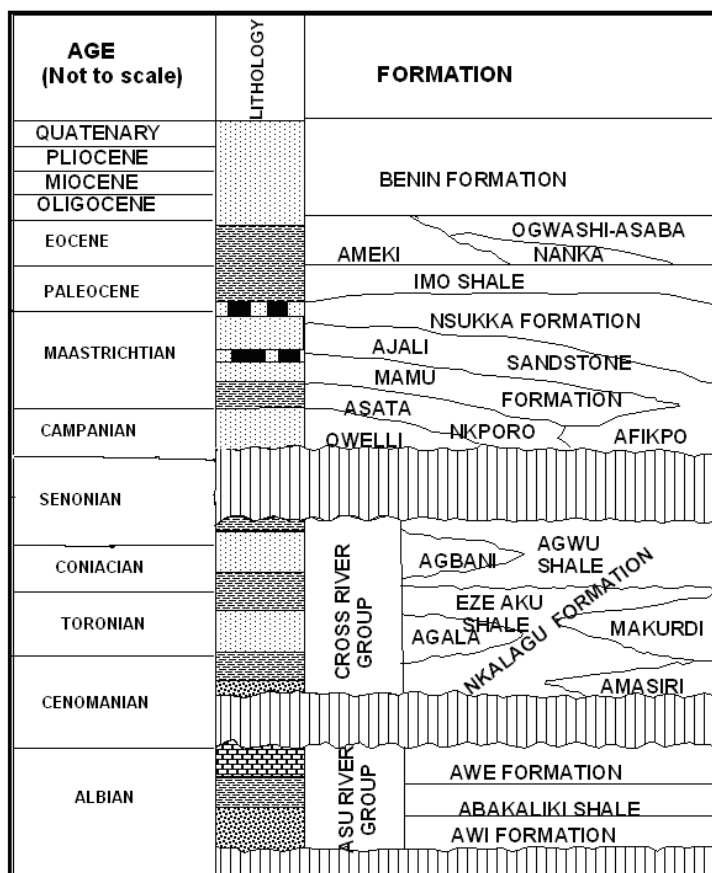 AGE
(Not to scale)
LITHOLOGY
FORMATION
QUATENARY
PLIOCENE
MIOCENE
OLIGOCENE
BENIN FORMATION
EOCENE
OGWASHI-ASABA
AMEKI
NANKA
PALEOCENE
IMO SHALE
NSUKKA FORMATION
MAASTRICHTIAN
AJALI
SANDSTONE
MAMU
FORMATION
ASATA
CAMPANIAN
OWELLI
NKPORO
AFIKPO
SENONIAN
CONIACIAN
CROSS RIVER
GROUP
AGBANI
AGWU
SHALE
TORONIAN
EZE AKU
SHALE
AGALA
NKALAGU FORMATION
MAKURDI
CENOMANIAN
AMASIRI
ALBIAN
ASU RIVER
GROUP
AWE FORMATION
ABAKALIKI SHALE
AWI FORMATION